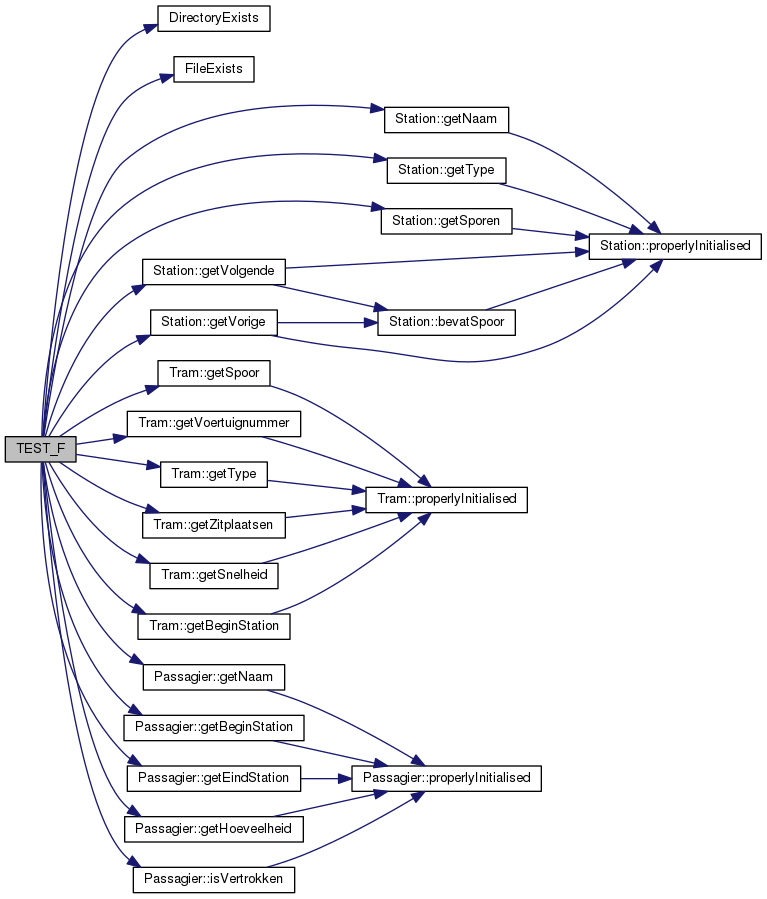 DirectoryExists
FileExists
Station::getNaam
Station::getType
Station::getSporen
Station::properlyInitialised
Station::getVolgende
Station::getVorige
Station::bevatSpoor
Tram::getSpoor
Tram::getVoertuignummer
TEST_F
Tram::getType
Tram::properlyInitialised
Tram::getZitplaatsen
Tram::getSnelheid
Tram::getBeginStation
Passagier::getNaam
Passagier::getBeginStation
Passagier::getEindStation
Passagier::properlyInitialised
Passagier::getHoeveelheid
Passagier::isVertrokken